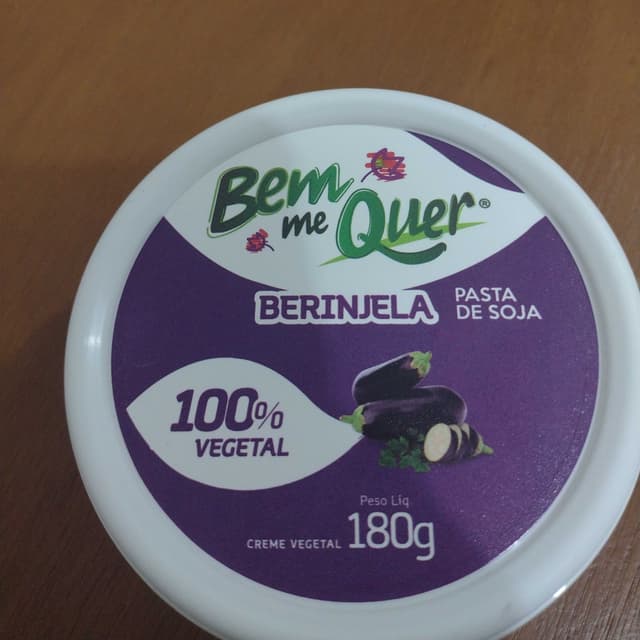 Bem
me Quer®
BERINJELA
PASTA
DE SOJA
100%
VEGETAL
Peso Líq.
CREME VEGETAL 180g